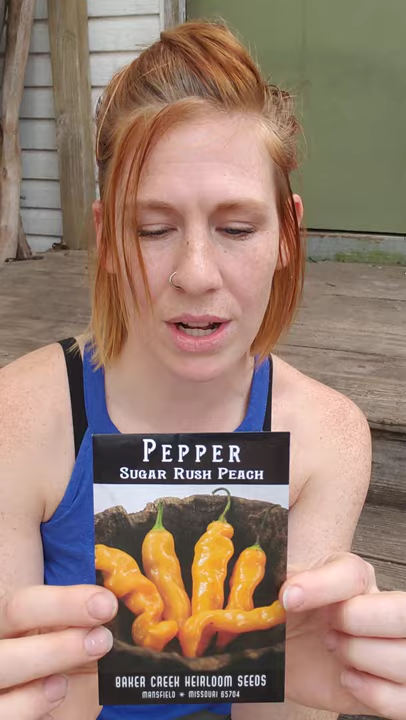 PEPPER
SUGAR RUSH PEACH
BAKER CREEK HEIRLOOM SEEDS
MANSFIELD * MISSOURI 65704